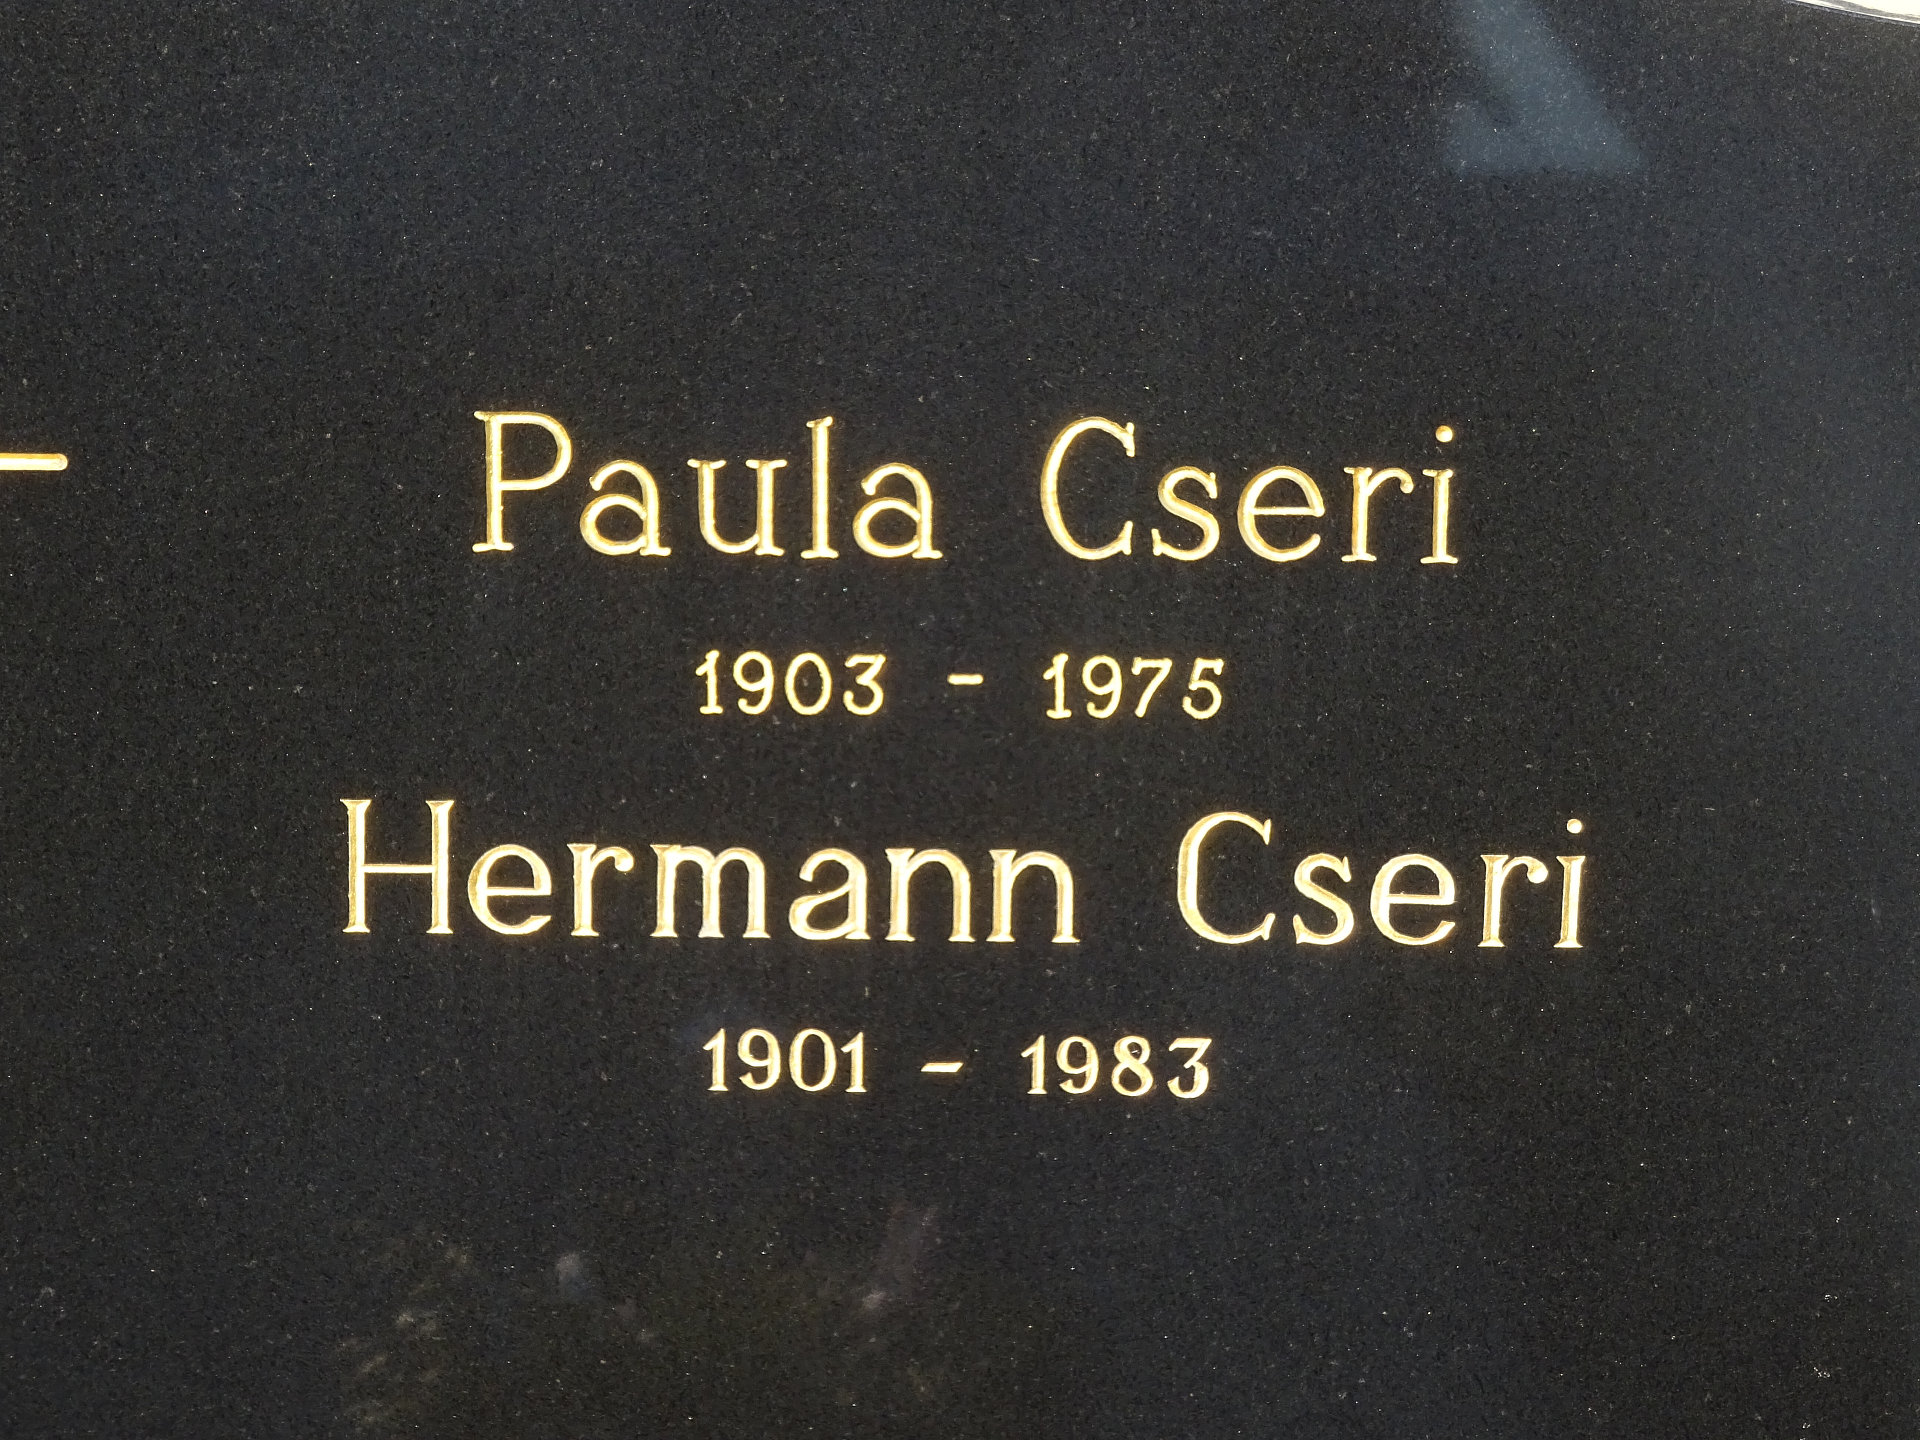 Paula Cseri
1903 - 1975
Hermann Cseri
1901 - 1983